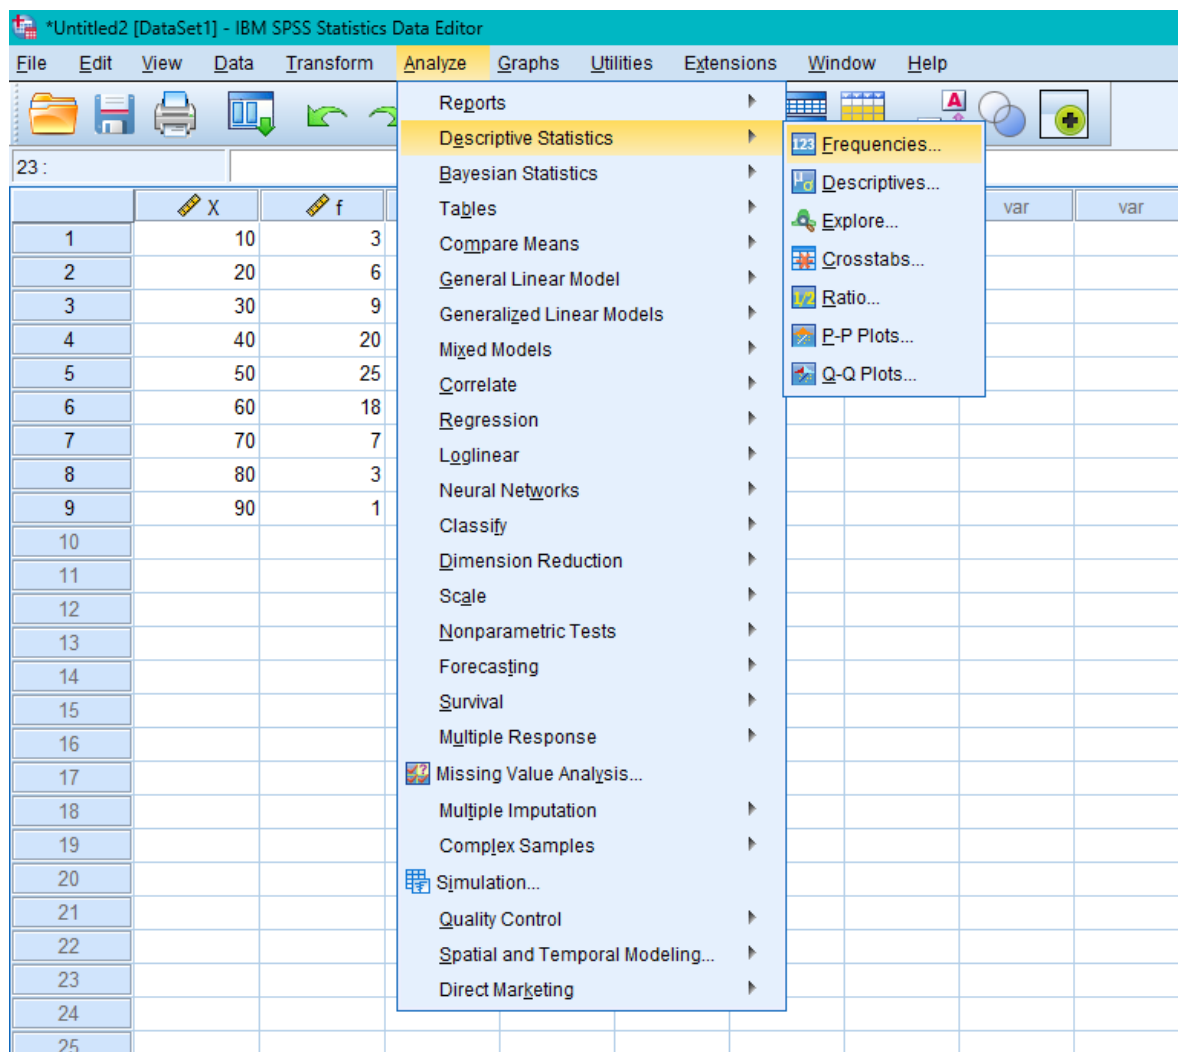 *Untitled2 [DataSet1] - IBM SPSS Statistics Data Editor
File Edit View Data Transform Analyze Graphs Utilities Extensions Window Help
A
23 :
X f var var
1 10 3
2 20 6
3 30 9
4 40 20
5 50 25
6 60 18
7 70 7
8 80 3
9 90 1
10
11
12
13
14
15
16
17
18
19
20
21
22
23
24
25
Reports
Descriptive Statistics
Bayesian Statistics
Tables
Compare Means
General Linear Model
Generalized Linear Models
Mixed Models
Correlate
Regression
Loglinear
Neural Networks
Classify
Dimension Reduction
Scale
Nonparametric Tests
Forecasting
Survival
Multiple Response
Missing Value Analysis...
Multiple Imputation
Complex Samples
Simulation...
Quality Control
Spatial and Temporal Modeling...
Direct Marketing
123 Frequencies...
μσ Descriptives...
Explore...
Crosstabs...
1/2 Ratio...
P-P Plots...
Q-Q Plots...